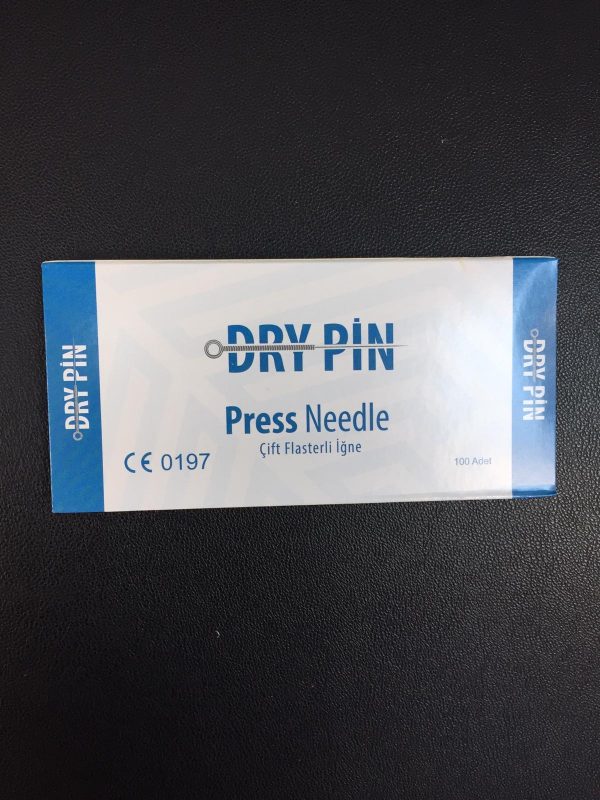 DRY PİN
DRY PİN
Press Needle
Çift Flasterli İğne
CE 0197
100 Adet
DRY PİN